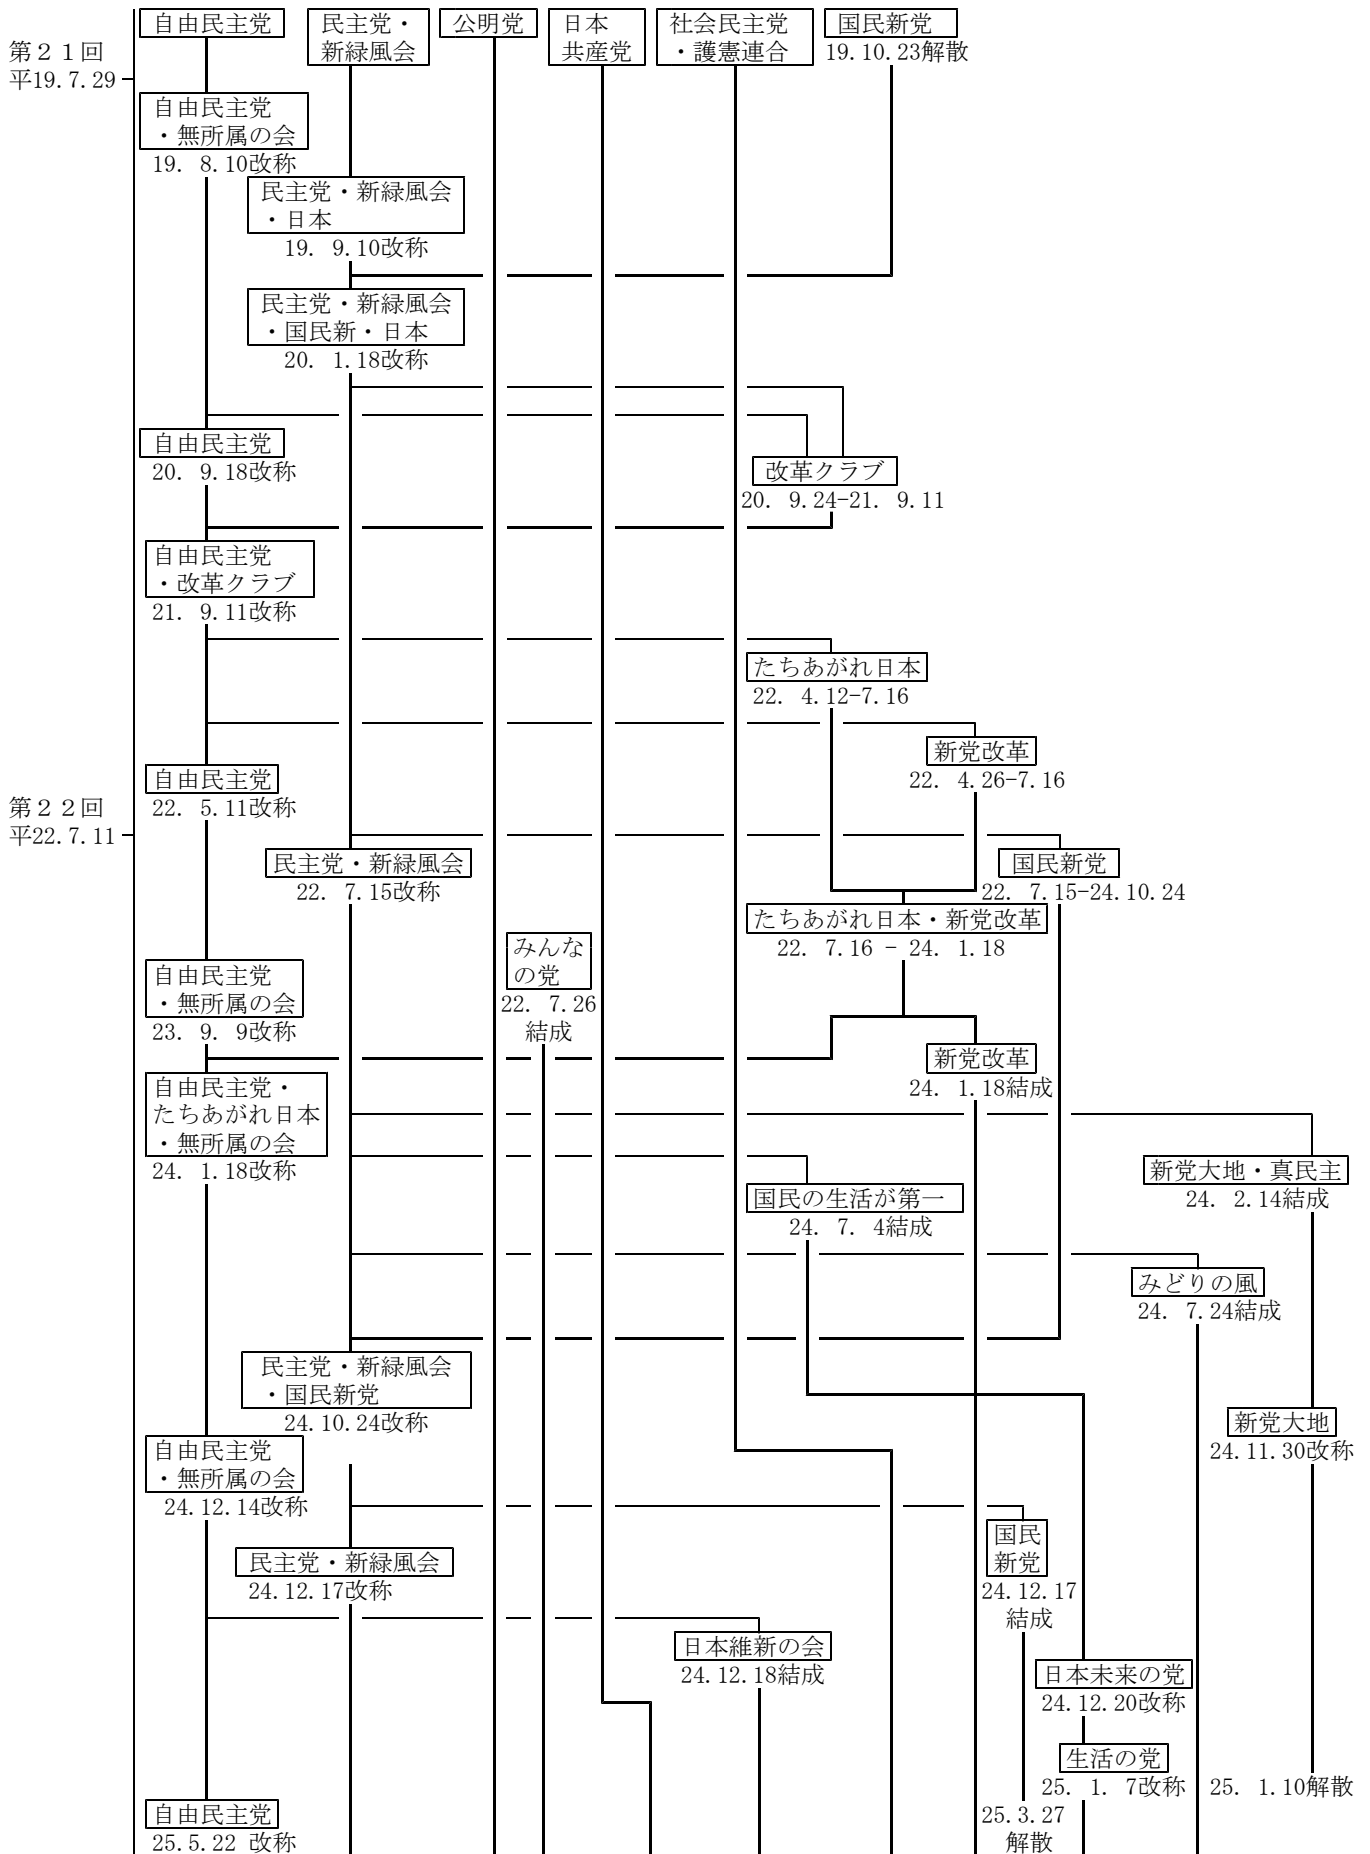 自由民主党
民主党・
新緑風会
公明党
日本
共産党
社会民主党
・護憲連合
国民新党
19.10.23解散
第２１回
平19.7.29
自由民主党
・無所属の会
19. 8.10改称
民主党・新緑風会
・日本
19. 9.10改称
民主党・新緑風会
・国民新・日本
20. 1.18改称
自由民主党
20. 9.18改称
改革クラブ
20. 9.24-21. 9.11
自由民主党
・改革クラブ
21. 9.11改称
たちあがれ日本
22. 4.12-7.16
新党改革
22. 4.26-7.16
自由民主党
22. 5.11改称
第２２回
平22.7.11
民主党・新緑風会
22. 7.15改称
国民新党
22. 7.15-24.10.24
たちあがれ日本・新党改革
22. 7.16 - 24. 1.18
みんな
の党
22. 7.26
結成
自由民主党
・無所属の会
23. 9. 9改称
新党改革
24. 1.18結成
自由民主党・
たちあがれ日本
・無所属の会
24. 1.18改称
新党大地・真民主
24. 2.14結成
国民の生活が第一
24. 7. 4結成
みどりの風
24. 7.24結成
民主党・新緑風会
・国民新党
24.10.24改称
新党大地
24.11.30改称
自由民主党
・無所属の会
24.12.14改称
国民
新党
24.12.17
結成
民主党・新緑風会
24.12.17改称
日本維新の会
24.12.18結成
日本未来の党
24.12.20改称
生活の党
25. 1. 7改称
25. 1.10解散
25.3.27
解散
自由民主党
25.5.22 改称